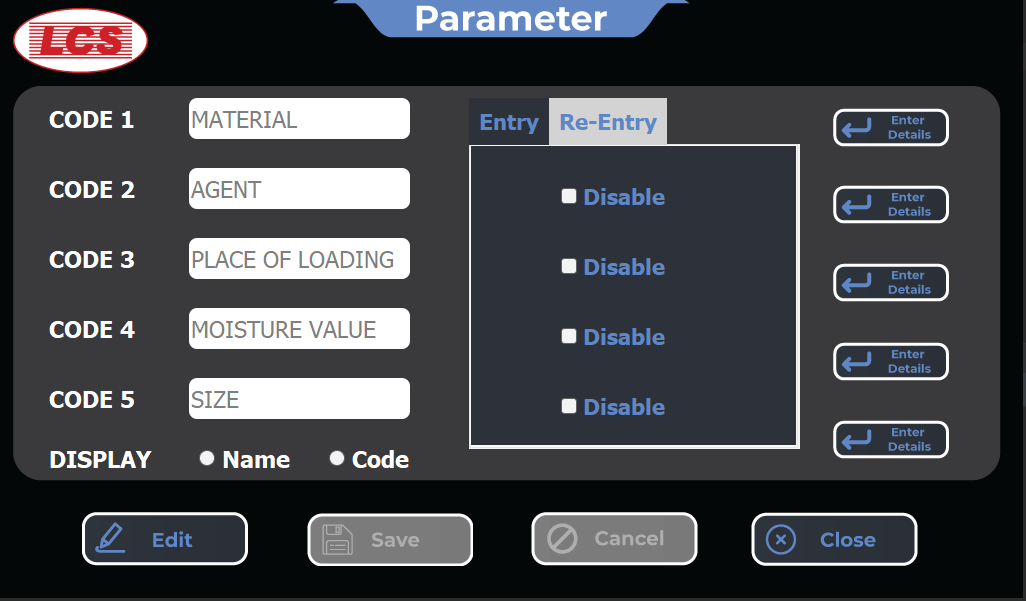 Parameter
LCS
CODE 1
MATERIAL
CODE 2
AGENT
CODE 3
PLACE OF LOADING
CODE 4
MOISTURE VALUE
CODE 5
SIZE
DISPLAY
Name
Code
Entry
Re-Entry
Disable
Disable
Disable
Disable
Enter
Details
Enter
Details
Enter
Details
Enter
Details
Enter
Details
Edit
Save
Cancel
Close